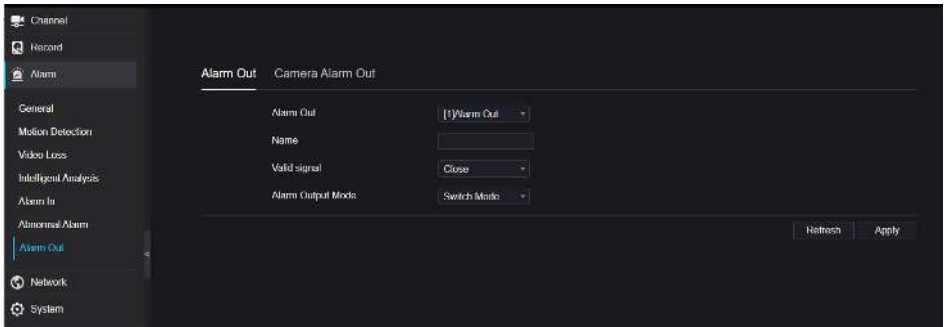 Channel
Record
Alarm
General
Motion Detection
Video Loss
Intelligent Analysis
Alarm In
Abnormal Alarm
Alarm Out
Network
System
Alarm Out Camera Alarm Out
Alarm Out [1]Alarm Out
Name
Valid signal Close
Alarm Output Mode Switch Mode
Refresh Apply